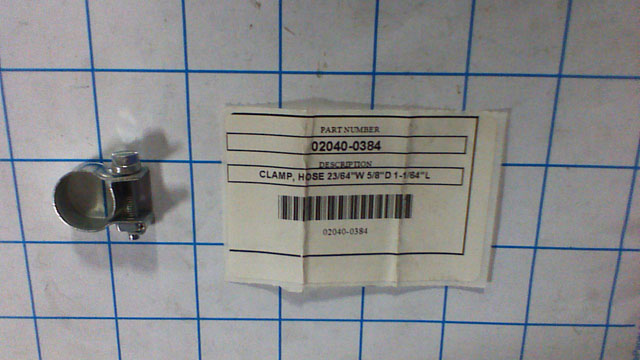 PART NUMBER
02040-0384
DESCRIPTION
CLAMP, HOSE 23/64"W 5/8"D 1-1/64"L
02040-0384